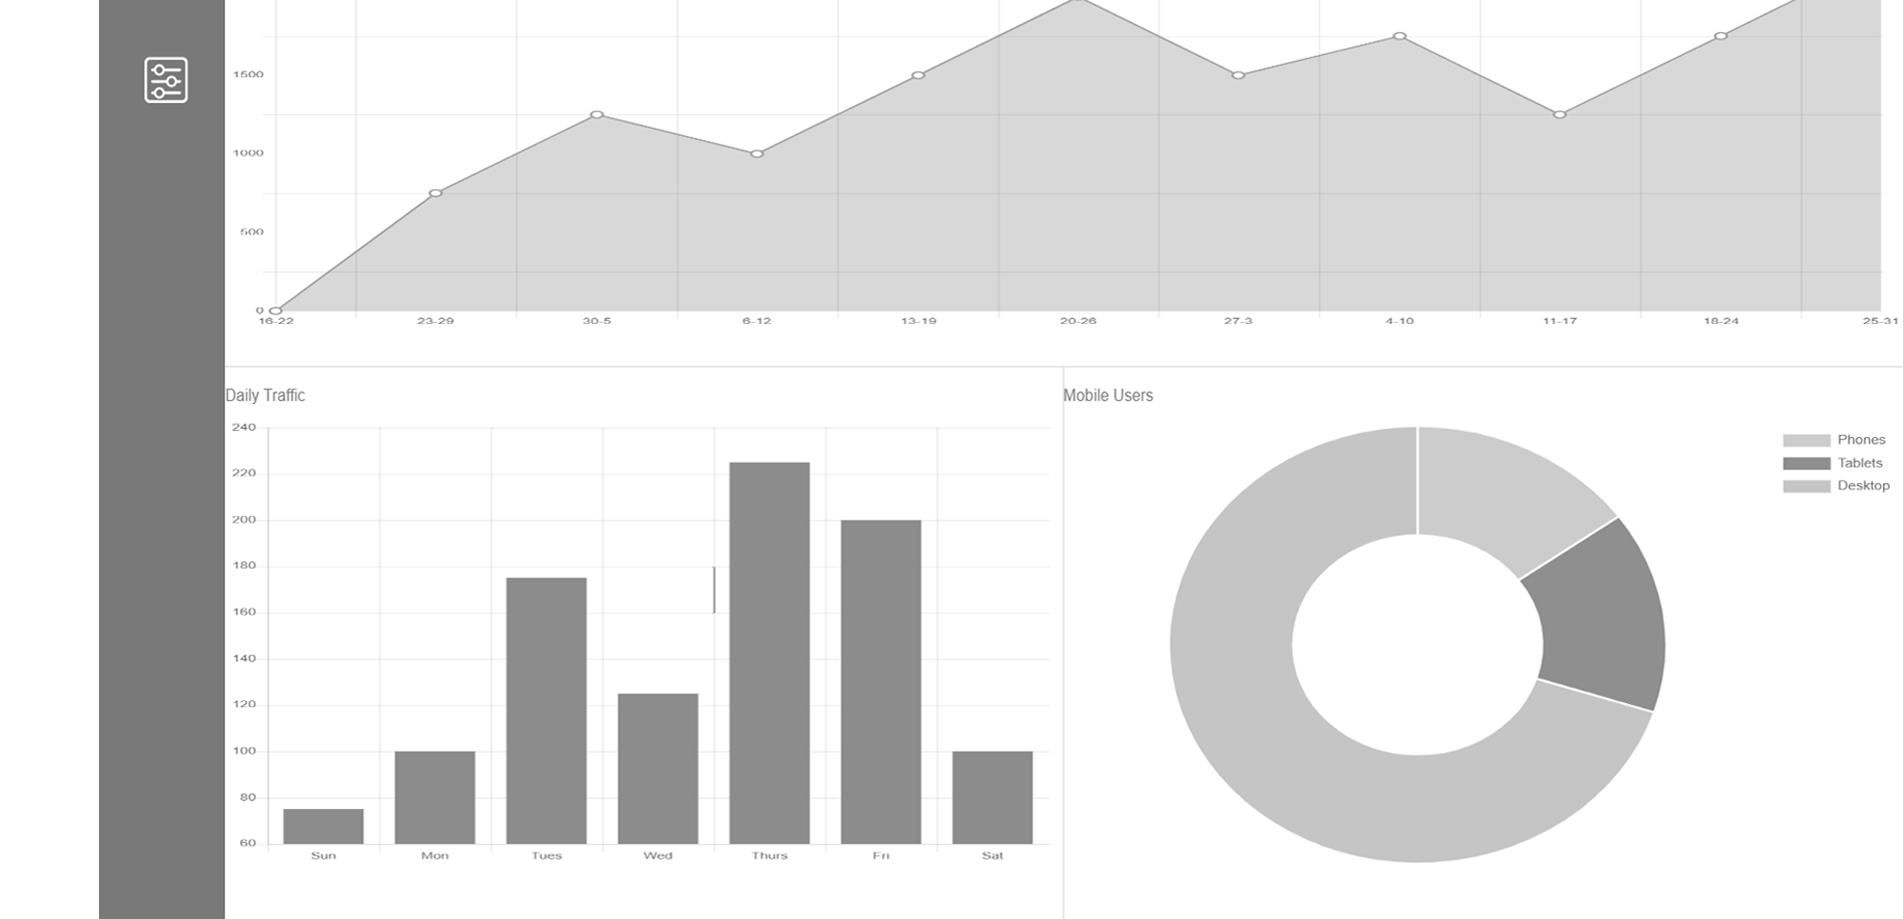 1500
1000
500
0
16-22 23-29 30-5 6-12 13-19 20-26 27-3 4-10 11-17 18-24 25-31
Daily Traffic
240
220
200
180
160
140
120
100
80
60
Sun Mon Tues Wed Thurs Fri Sat
Mobile Users
Phones
Tablets
Desktop